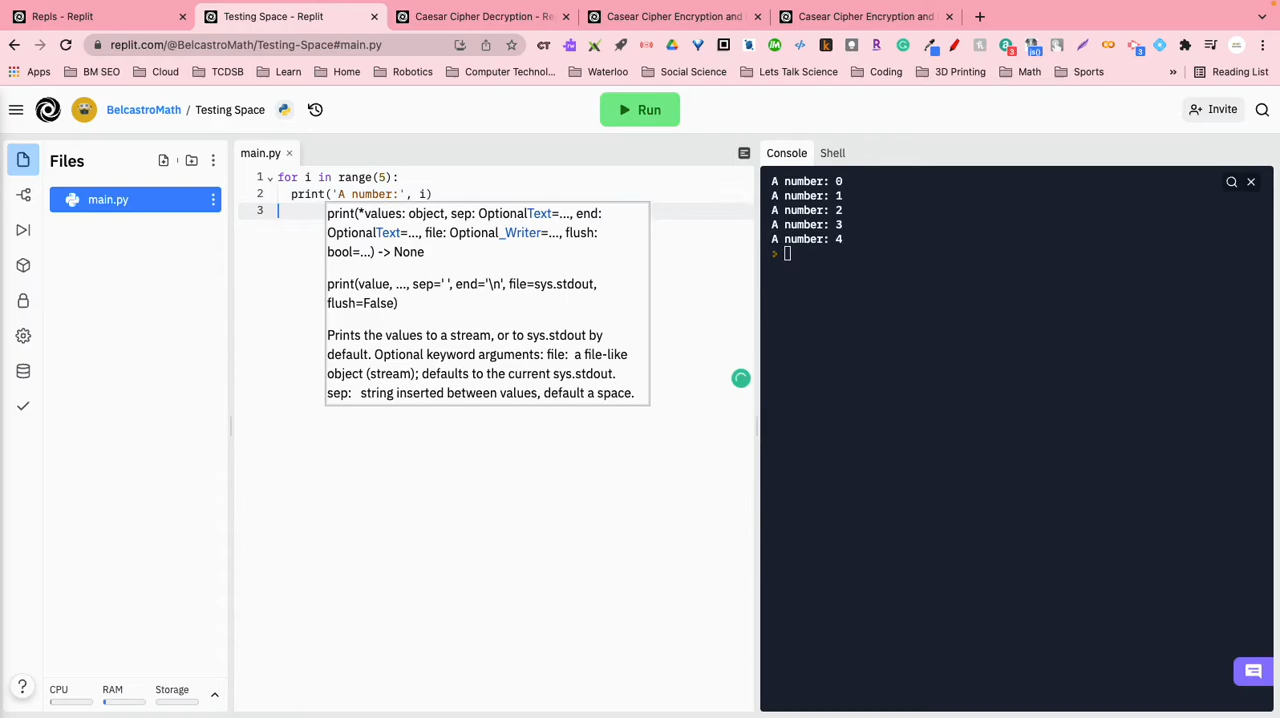 Repls - Replit
Testing Space - Replit
Caesar Cipher Decryption - Re
Casear Cipher Encryption and
Casear Cipher Encryption and
replit.com/@BelcastroMath/Testing-Space#main.py
Apps
BM SEO
Cloud
TCDSB
Learn
Home
Robotics
Computer Technol...
Waterloo
Social Science
Lets Talk Science
Coding
3D Printing
Math
Sports
»
Reading List
BelcastroMath / Testing Space
Run
Invite
Files
main.py
main.py
1 for i in range(5):
2 print('A number:', i)
3
print(*values: object, sep: OptionalText=..., end:
OptionalText=..., file: Optional_Writer=..., flush:
bool=...) -> None
print(value, ..., sep=' ', end='\n', file=sys.stdout,
flush=False)
Prints the values to a stream, or to sys.stdout by
default. Optional keyword arguments: file: a file-like
object (stream); defaults to the current sys.stdout.
sep: string inserted between values, default a space.
Console
Shell
A number: 0
A number: 1
A number: 2
A number: 3
A number: 4
>
CPU
RAM
Storage